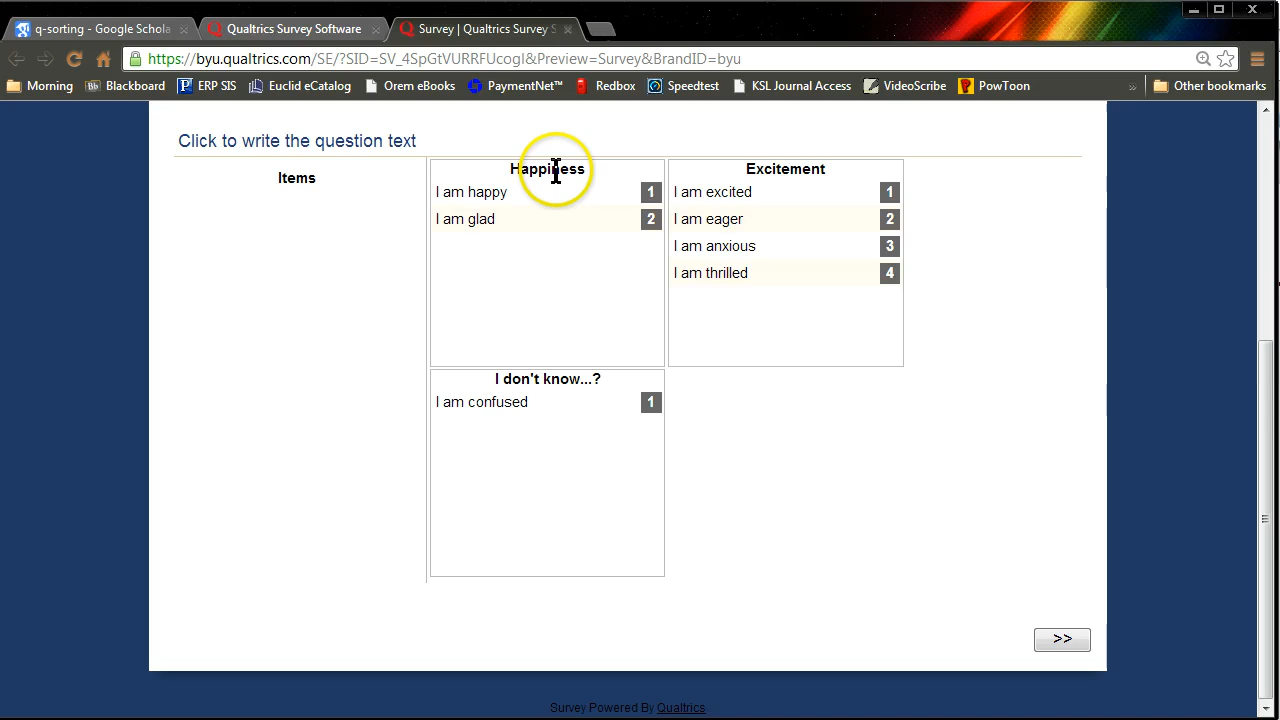 q-sorting - Google Schola
Qualtrics Survey Software
Survey | Qualtrics Survey S
https://byu.qualtrics.com/SE/?SID=SV_4SpGtVURRFUcogl&Preview=Survey&BrandID=byu
Morning
Bb Blackboard
P ERP SIS
Euclid eCatalog
Orem eBooks
PaymentNet™
Redbox
Speedtest
KSL Journal Access
VideoScribe
P PowToon
»
Other bookmarks
Click to write the question text
Items
Happiness
I am happy 1
I am glad 2
Excitement
I am excited 1
I am eager 2
I am anxious 3
I am thrilled 4
I don't know...?
I am confused 1
>>
Survey Powered By Qualtrics